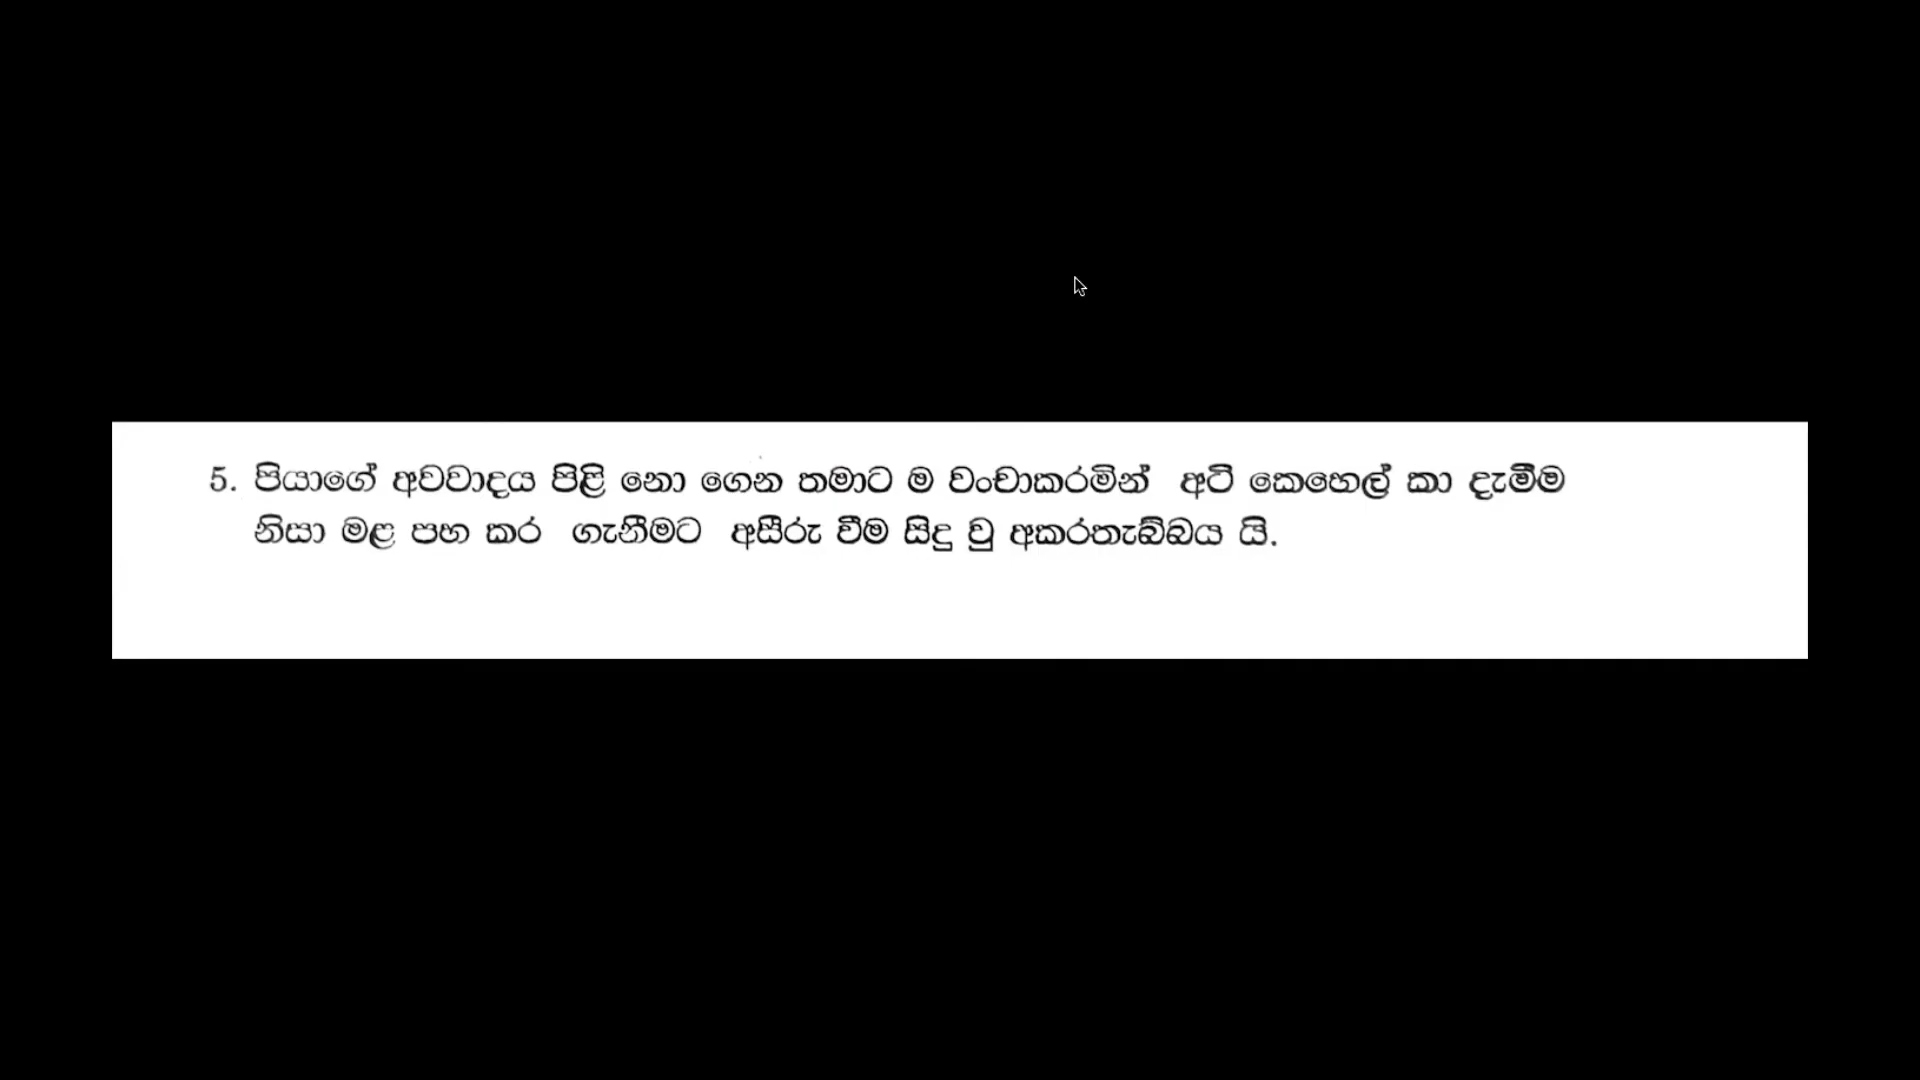 5. පියාගේ අවවාදය පිළි නො ගෙන තමාට ම වංචාකරමින් අටි කෙහෙල් කා දැමීම
නිසා මළ පහ කර ගැනීමට අසීරු වීම සිදු වු අකරතැබ්බය යි.